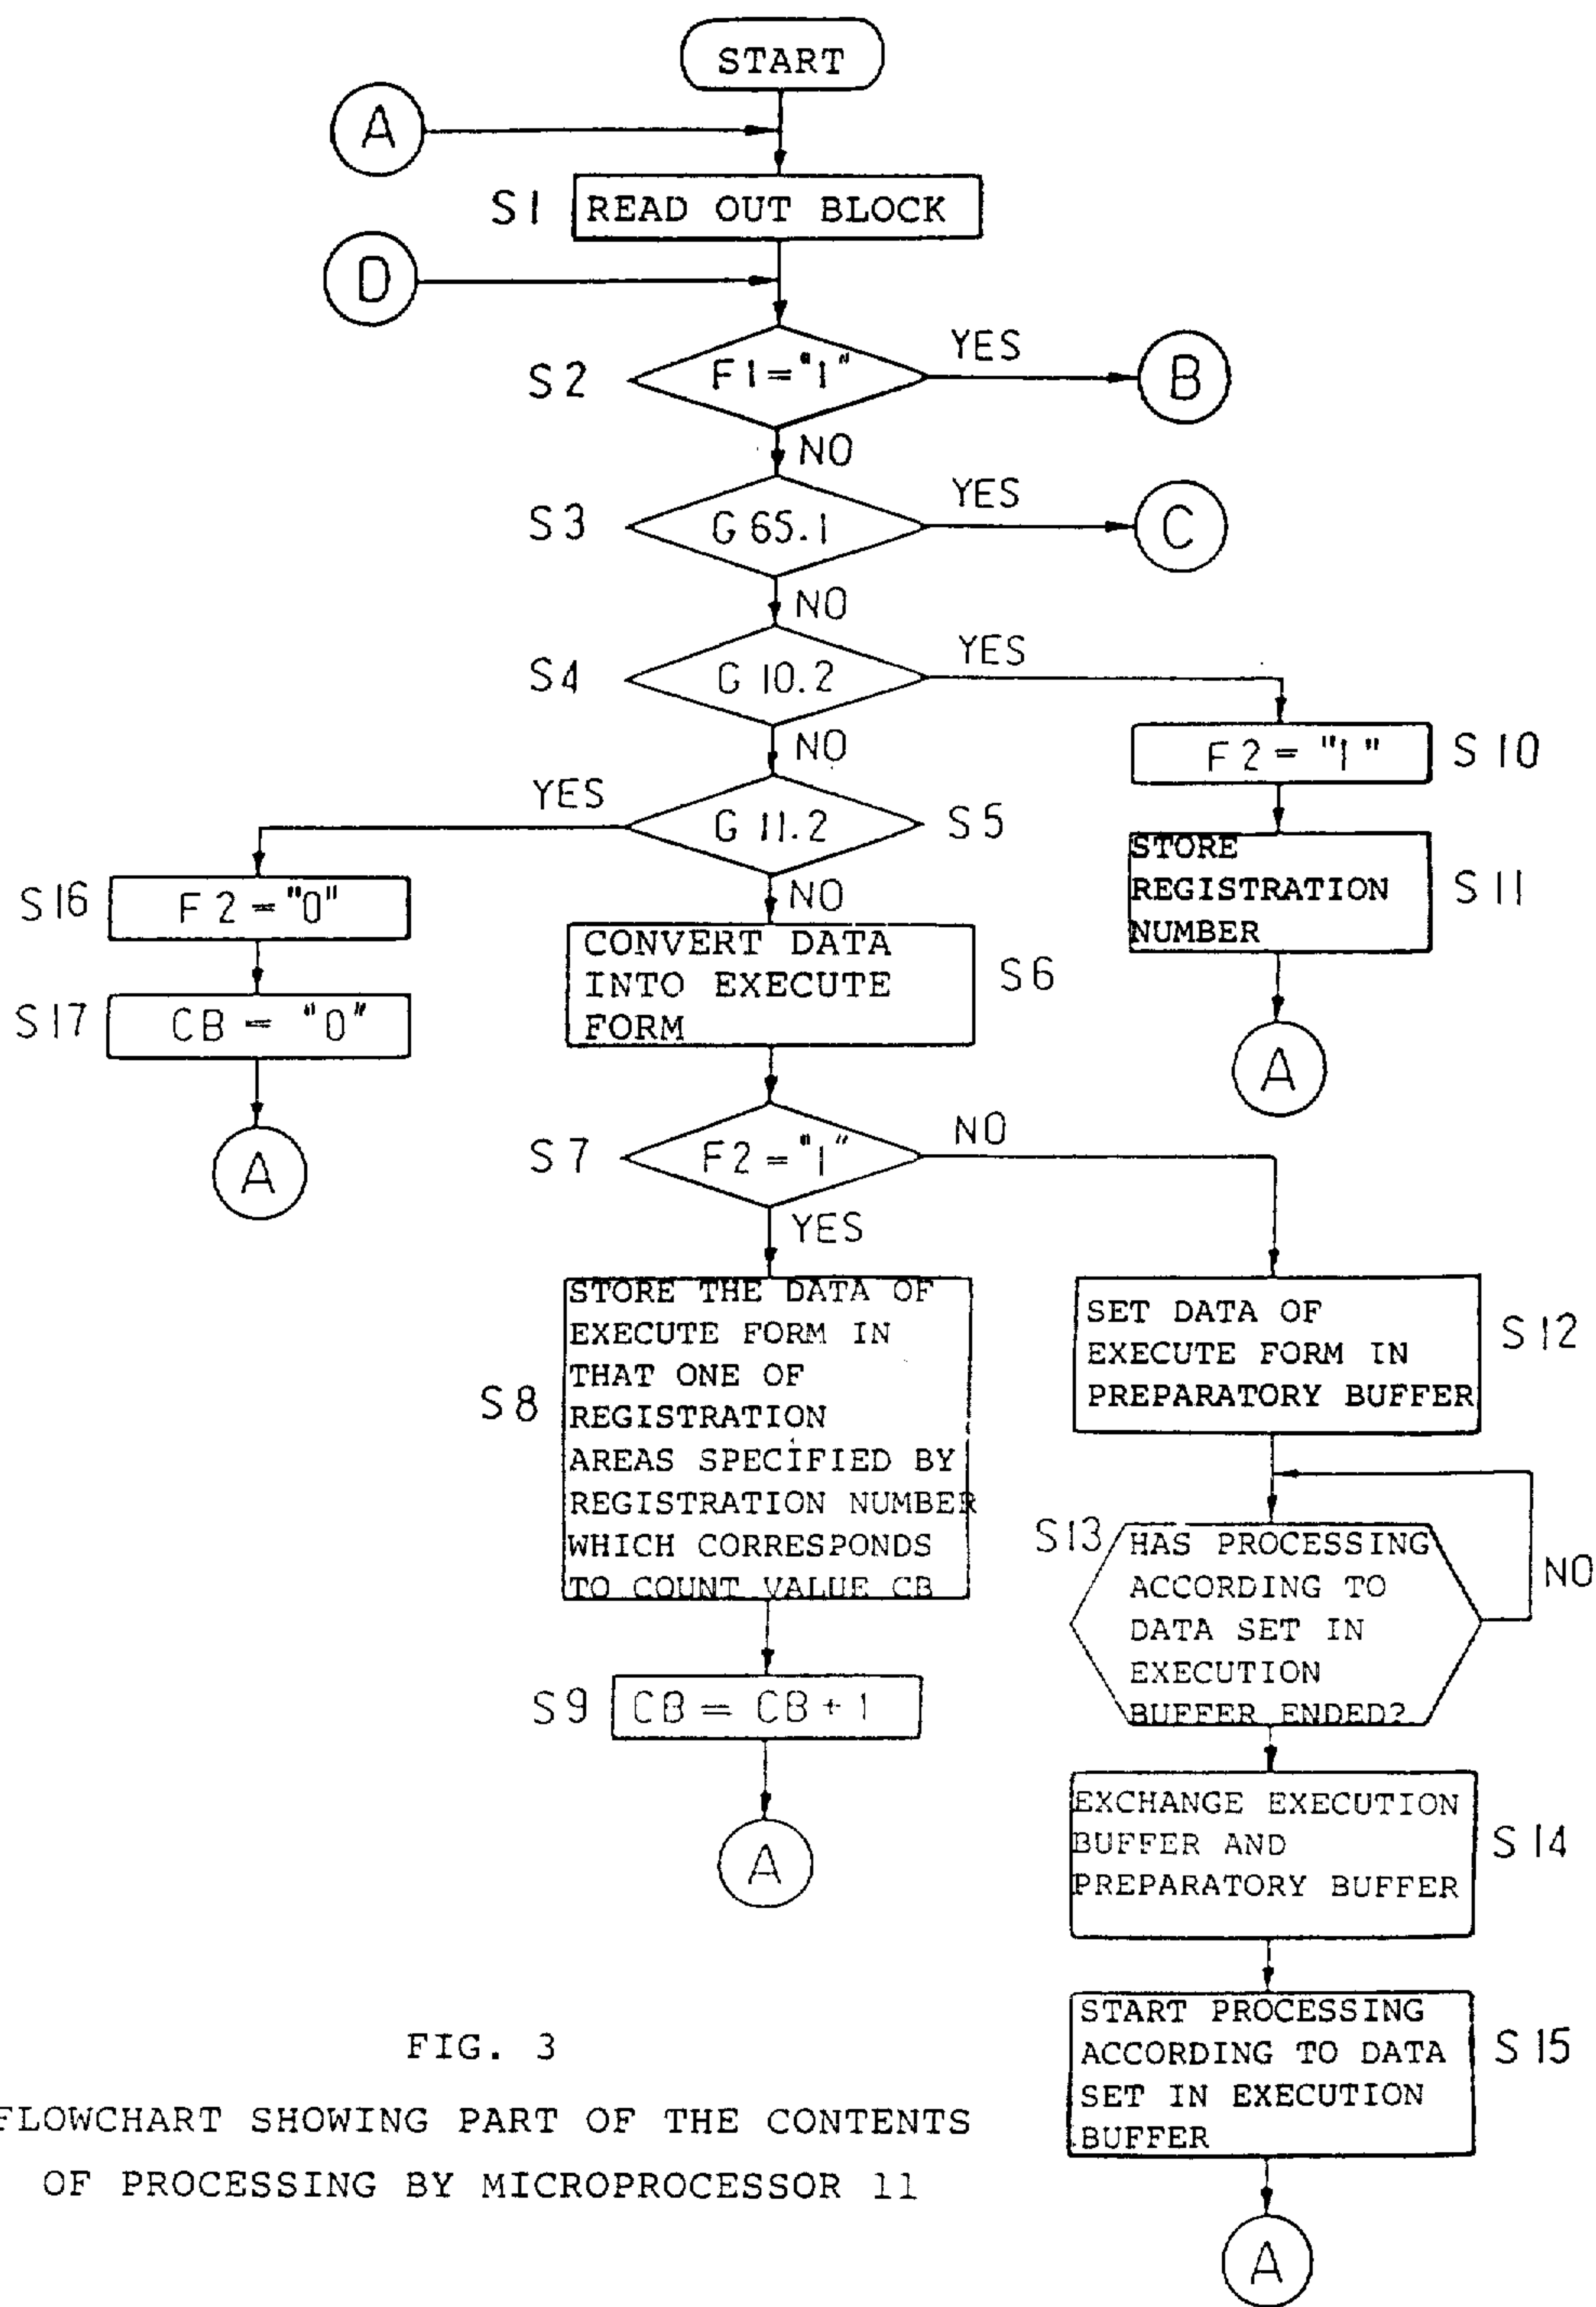 START
A
S1 READ OUT BLOCK
D
S2 F1="1" YES B
NO
S3 G65.1 YES C
NO
S4 G10.2 YES
NO
F2="1" S10
YES G11.2 S5
STORE
REGISTRATION
NUMBER
S11
A
S16 F2="0"
NO
S17 CB = "0"
A
CONVERT DATA
INTO EXECUTE
FORM
S6
S7 F2="1" NO
YES
STORE THE DATA OF
EXECUTE FORM IN
THAT ONE OF
REGISTRATION
AREAS SPECIFIED BY
REGISTRATION NUMBER
WHICH CORRESPONDS
TO COUNT VALUE CB
S8
S9 CB = CB+1
A
SET DATA OF
EXECUTE FORM IN
PREPARATORY BUFFER
S12
S13
HAS PROCESSING
ACCORDING TO
DATA SET IN
EXECUTION
BUFFER ENDED?
NO
EXCHANGE EXECUTION
BUFFER AND
PREPARATORY BUFFER
S14
START PROCESSING
ACCORDING TO DATA
SET IN EXECUTION
BUFFER
S15
A
FIG. 3
FLOWCHART SHOWING PART OF THE CONTENTS
OF PROCESSING BY MICROPROCESSOR 11